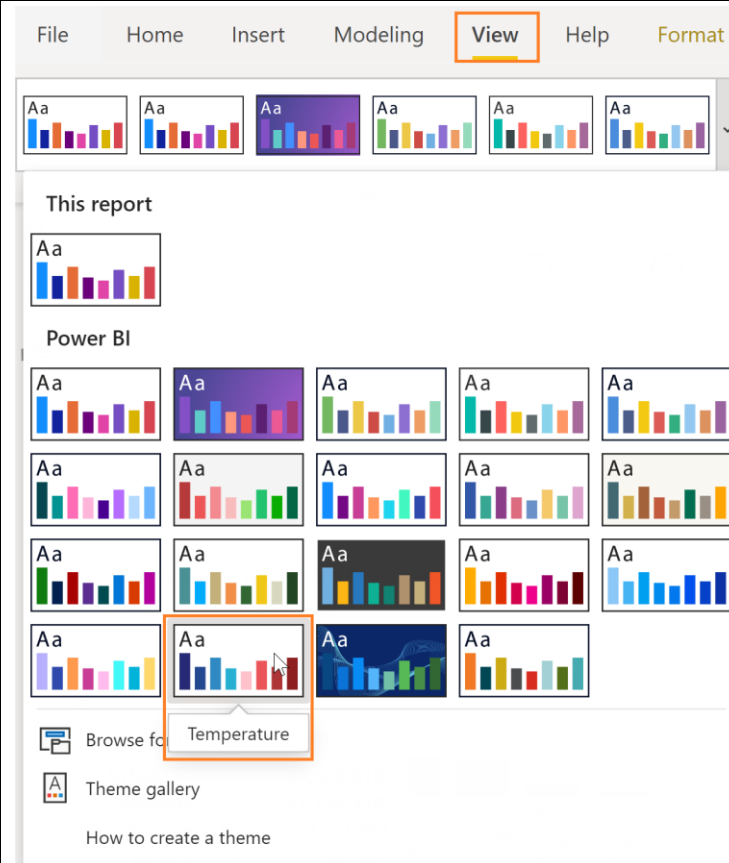 File Home Insert Modeling View Help Format
Aa Aa Aa Aa Aa Aa
This report
Aa
Power BI
Aa Aa Aa Aa Aa
Aa Aa Aa Aa Aa
Aa Aa Aa Aa Aa
Aa Aa Aa Aa
Temperature
Browse fo
Theme gallery
A
How to create a theme